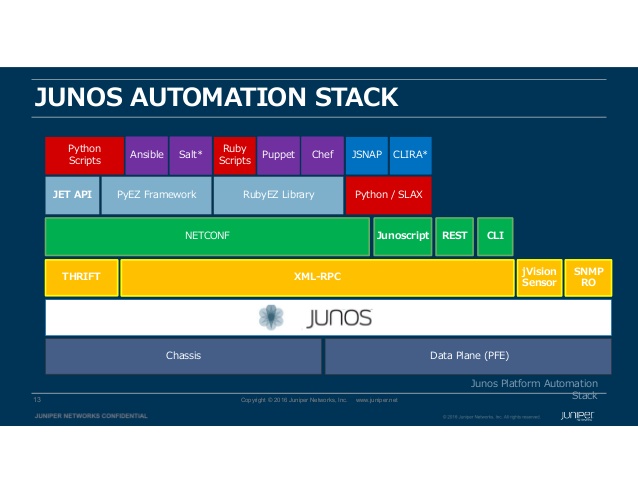 JUNOS AUTOMATION STACK
Python
Scripts
Ansible
Salt*
Ruby
Scripts
Puppet
Chef
JSNAP
CLIRA*
JET API
PyEZ Framework
RubyEZ Library
Python / SLAX
NETCONF
Junoscript
REST
CLI
THRIFT
XML-RPC
JVision
Sensor
SNMP
RO
JUNOS
Chassis
Data Plane (PFE)
Junos Platform Automation
Stack
13
Copyright © 2016 Juniper Networks, Inc. www.juniper.net
JUNIPER NETWORKS CONFIDENTIAL
© 2016 Juniper Networks, Inc. All rights reserved.
JUNIPER
NETWORKS